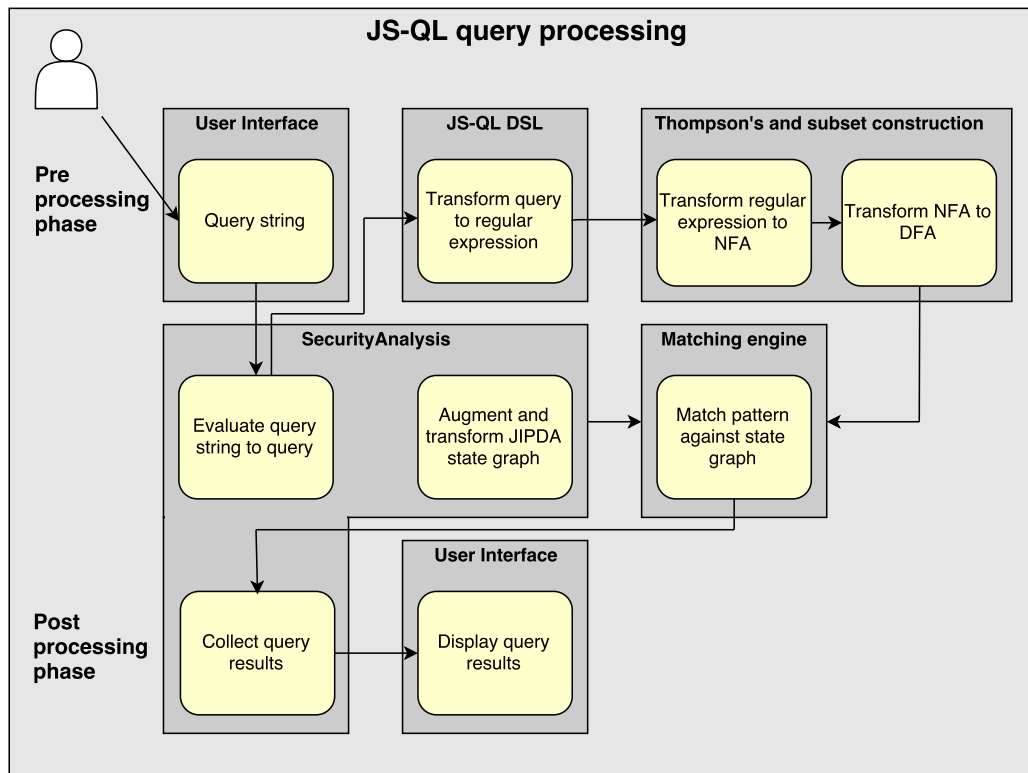 JS-QL query processing
User Interface
JS-QL DSL
Thompson's and subset construction
Pre
processing
phase
Query string
Transform query
to regular
expression
Transform regular
expression to
NFA
Transform NFA to
DFA
SecurityAnalysis
Matching engine
Evaluate query
string to query
Augment and
transform JIPDA
state graph
Match pattern
against state
graph
User Interface
Post
processing
phase
Collect query
results
Display query
results